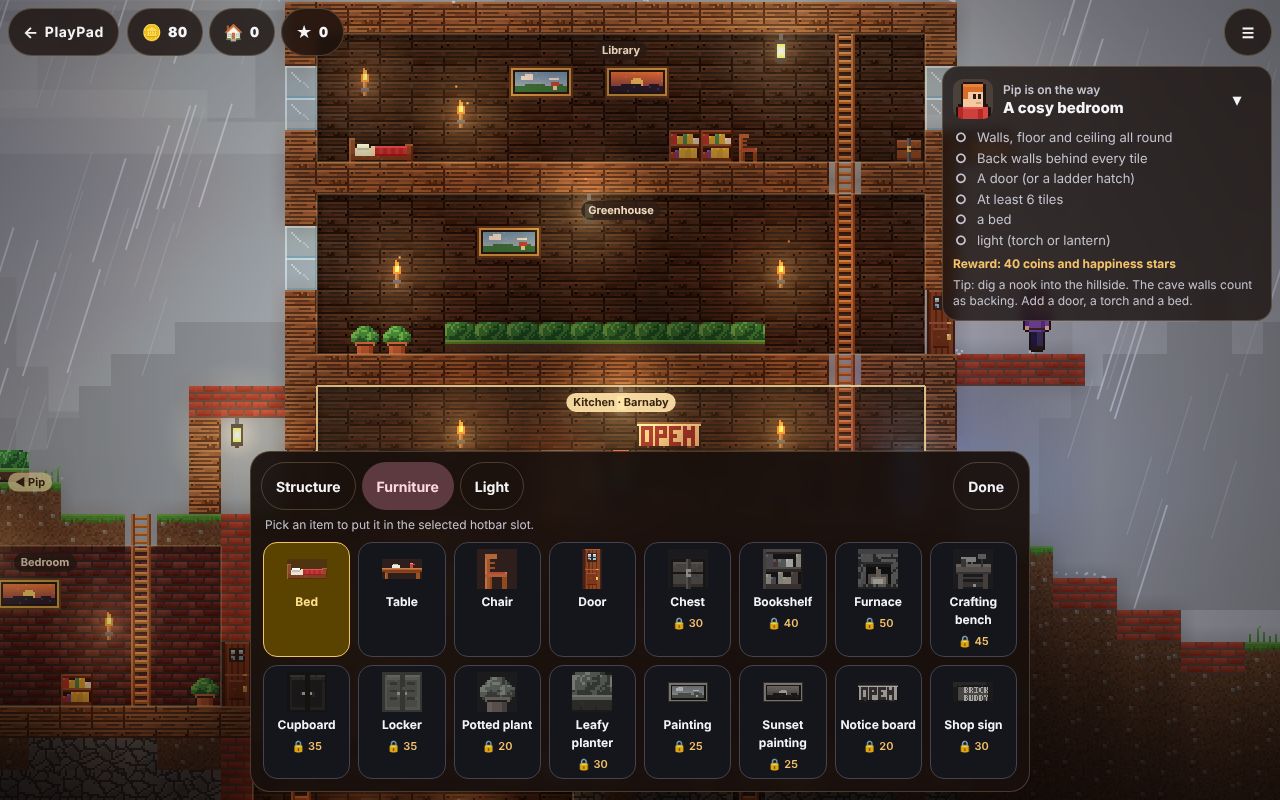 ← PlayPad
80
0
★ 0
Library
Pip is on the way
A cosy bedroom
Walls, floor and ceiling all round
Back walls behind every tile
A door (or a ladder hatch)
At least 6 tiles
a bed
light (torch or lantern)
Reward: 40 coins and happiness stars
Tip: dig a nook into the hillside. The cave walls count
as backing. Add a door, a torch and a bed.
Greenhouse
Kitchen · Barnaby
OPEN
◀ Pip
Bedroom
Structure
Furniture
Light
Done
Pick an item to put it in the selected hotbar slot.
Bed
Table
Chair
Door
Chest
30
Bookshelf
40
Furnace
50
Crafting
bench
45
Cupboard
35
Locker
35
Potted plant
20
Leafy
planter
30
Painting
25
Sunset
painting
25
OPEN
Notice board
20
BRICK
BUDDY
Shop sign
30